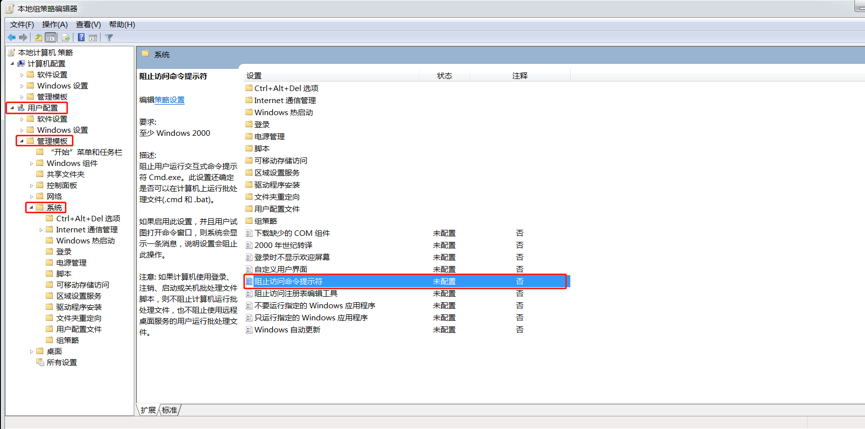 本地组策略编辑器
文件(F) 操作(A) 查看(V) 帮助(H)
本地计算机 策略
计算机配置
软件设置
Windows 设置
管理模板
用户配置
软件设置
Windows 设置
管理模板
“开始”菜单和任务栏
Windows 组件
共享文件夹
控制面板
网络
系统
Ctrl+Alt+Del 选项
Internet 通信管理
Windows 热启动
登录
电源管理
脚本
可移动存储访问
区域设置服务
驱动程序安装
文件夹重定向
用户配置文件
组策略
桌面
所有设置
系统
阻止访问命令提示符
编辑策略设置
要求:
至少 Windows 2000
描述:
阻止用户运行交互式命令提示
符 Cmd.exe。此设置还确定
是否可以在计算机上运行批处
理文件(.cmd 和 .bat)。
如果启用此设置，并且用户试
图打开命令窗口，则系统会显
示一条消息，说明设置会阻止
此操作。
注意: 如果计算机使用登录、
注销、启动或关机批处理文件
脚本，则不阻止计算机运行批
处理文件，也不阻止使用远程
桌面服务的用户运行批处理文
件。
设置 状态 注释
Ctrl+Alt+Del 选项
Internet 通信管理
Windows 热启动
登录
电源管理
脚本
可移动存储访问
区域设置服务
驱动程序安装
文件夹重定向
用户配置文件
组策略
下载缺少的 COM 组件 未配置 否
2000 年世纪转译 未配置 否
登录时不显示欢迎屏幕 未配置 否
自定义用户界面 未配置 否
阻止访问命令提示符 未配置 否
阻止访问注册表编辑工具 未配置 否
不要运行指定的 Windows 应用程序 未配置 否
只运行指定的 Windows 应用程序 未配置 否
Windows 自动更新 未配置 否
扩展 标准